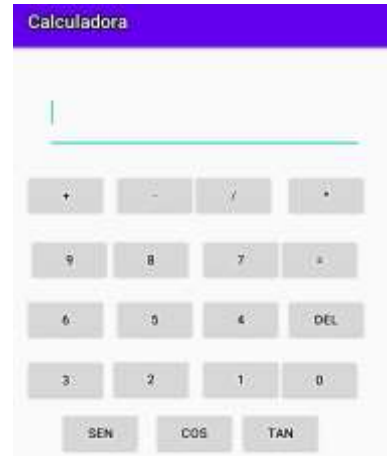 Calculadora
+ - / *
9 8 7 =
6 5 4 DEL
3 2 1 0
SEN COS TAN